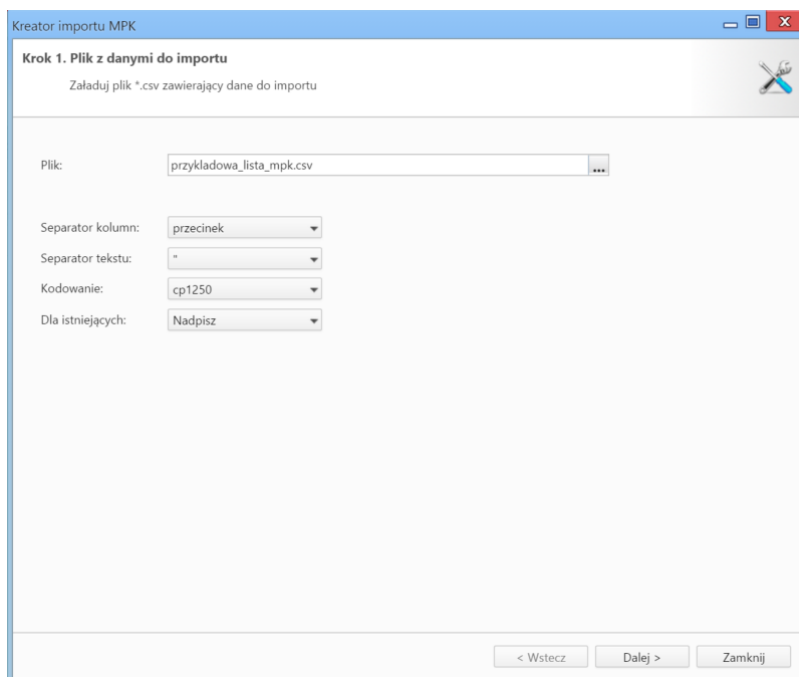 Kreator importu MPK
Krok 1. Plik z danymi do importu
Załaduj plik *.csv zawierający dane do importu
Plik: przykladowa_lista_mpk.csv ...
Separator kolumn: przecinek
Separator tekstu: "
Kodowanie: cp1250
Dla istniejących: Nadpisz
< Wstecz Dalej > Zamknij